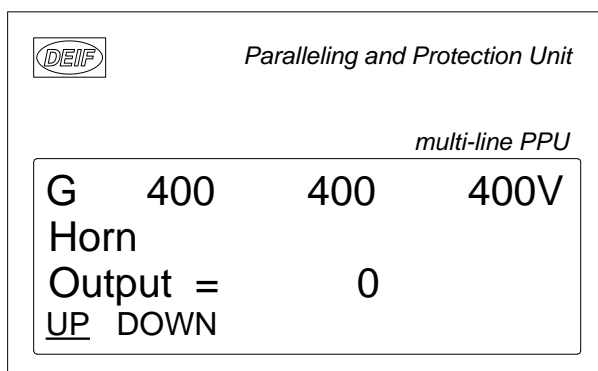 DEIF
Paralleling and Protection Unit
multi-line PPU
G 400 400 400V
Horn
Output = 0
UP DOWN